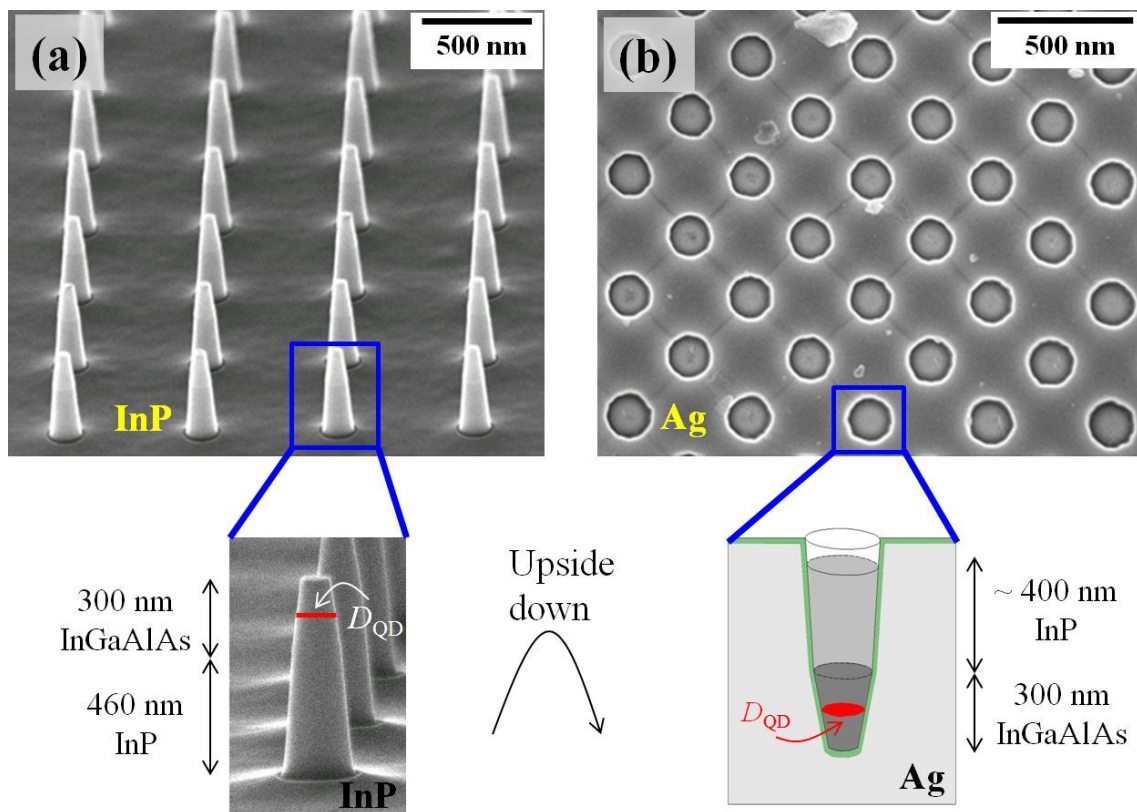 (a)
500 nm
InP
(b)
500 nm
Ag
300 nm
InGaAlAs
460 nm
InP
D_QD
InP
Upside
down
D_QD
Ag
~ 400 nm
InP
300 nm
InGaAlAs